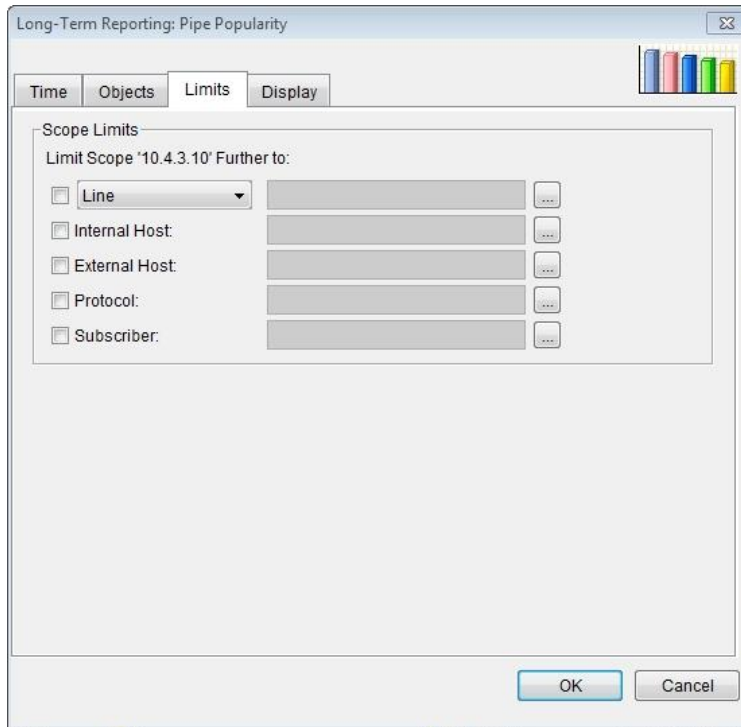 Long-Term Reporting: Pipe Popularity
Time Objects Limits Display
Scope Limits
Limit Scope '10.4.3.10' Further to:
Line ...
Internal Host: ...
External Host: ...
Protocol: ...
Subscriber: ...
OK Cancel